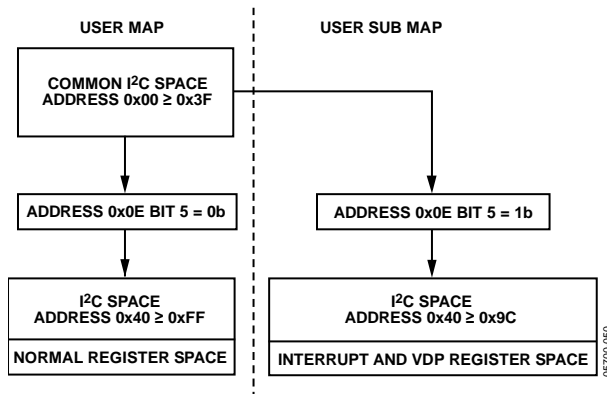 USER MAP
USER SUB MAP
COMMON I²C SPACE
ADDRESS 0x00 ≥ 0x3F
ADDRESS 0x0E BIT 5 = 0b
ADDRESS 0x0E BIT 5 = 1b
I²C SPACE
ADDRESS 0x40 ≥ 0xFF
NORMAL REGISTER SPACE
I²C SPACE
ADDRESS 0x40 ≥ 0x9C
INTERRUPT AND VDP REGISTER SPACE